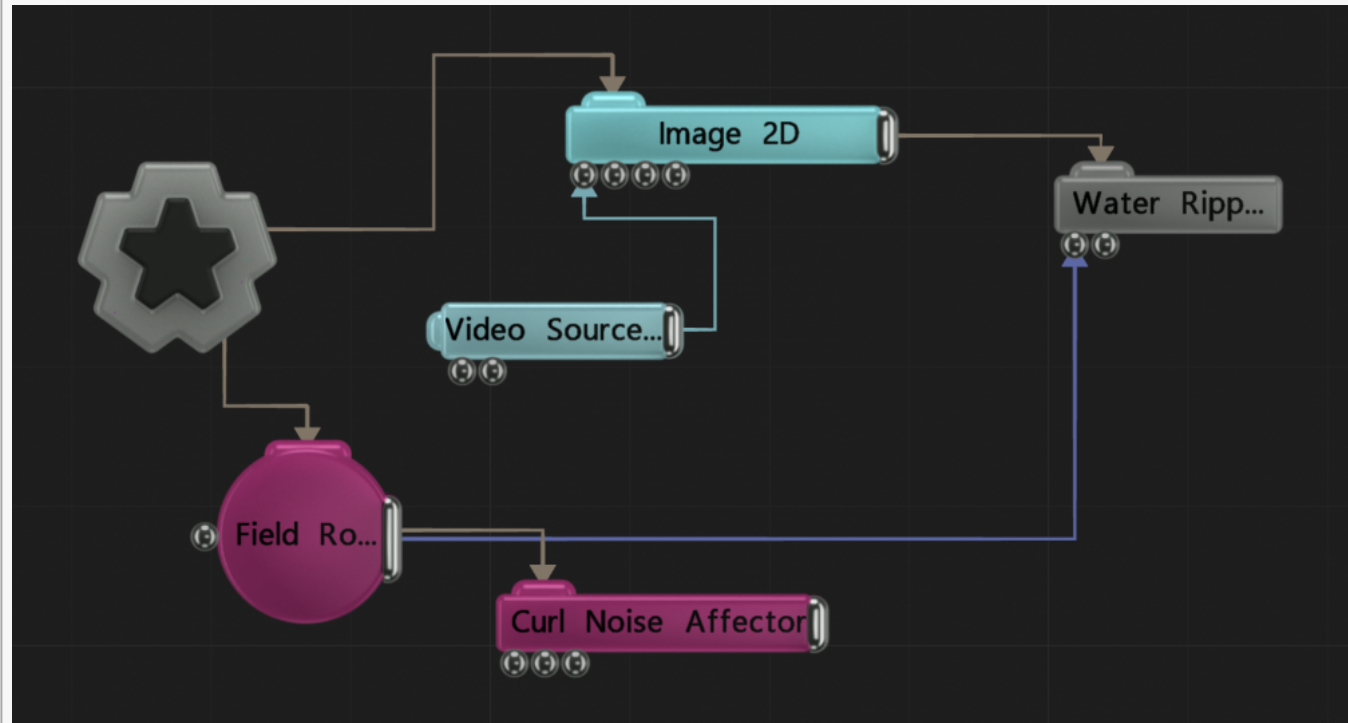 Image 2D
Water Ripp...
Video Source...
Field Ro...
Curl Noise Affector